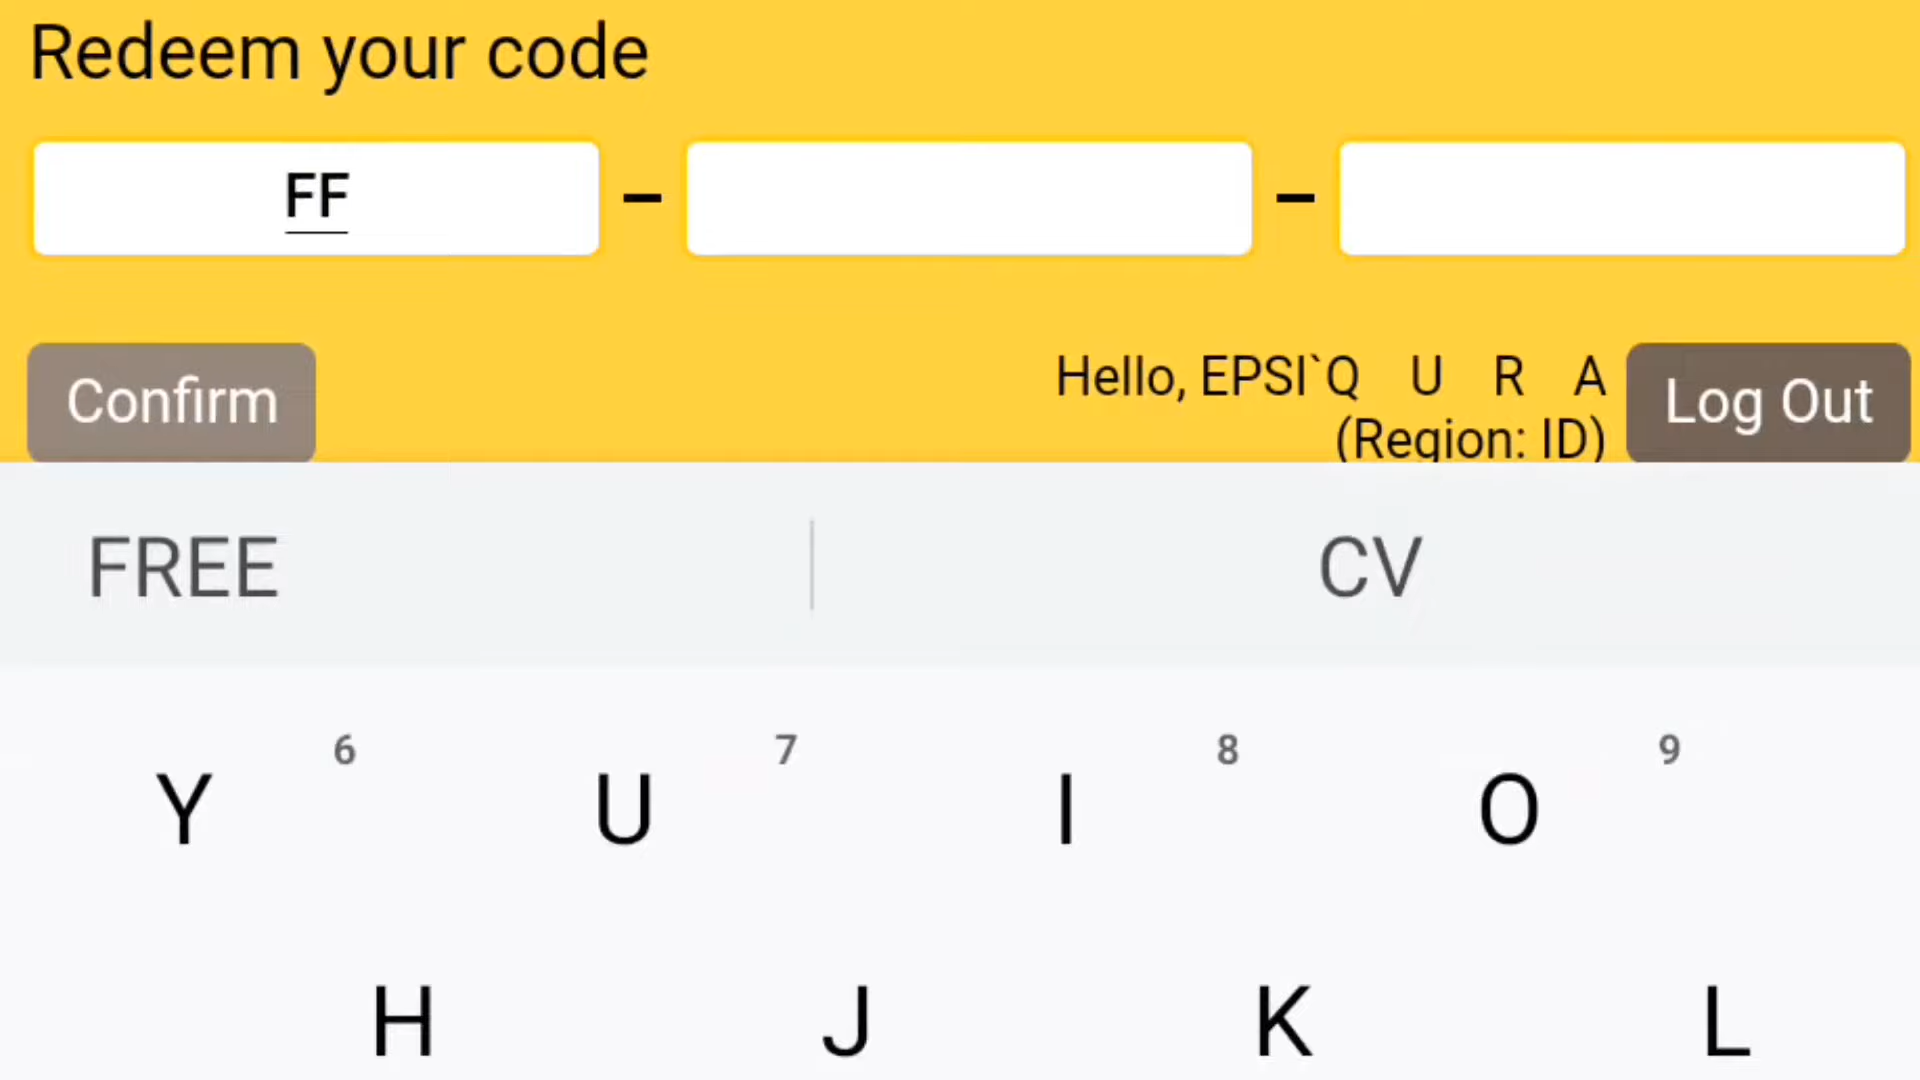 Redeem your code
FF - -
Confirm
Hello, EPSI`Q U R A
(Region: ID)
Log Out
FREE
CV
6 7 8 9
Y U I O
H J K L